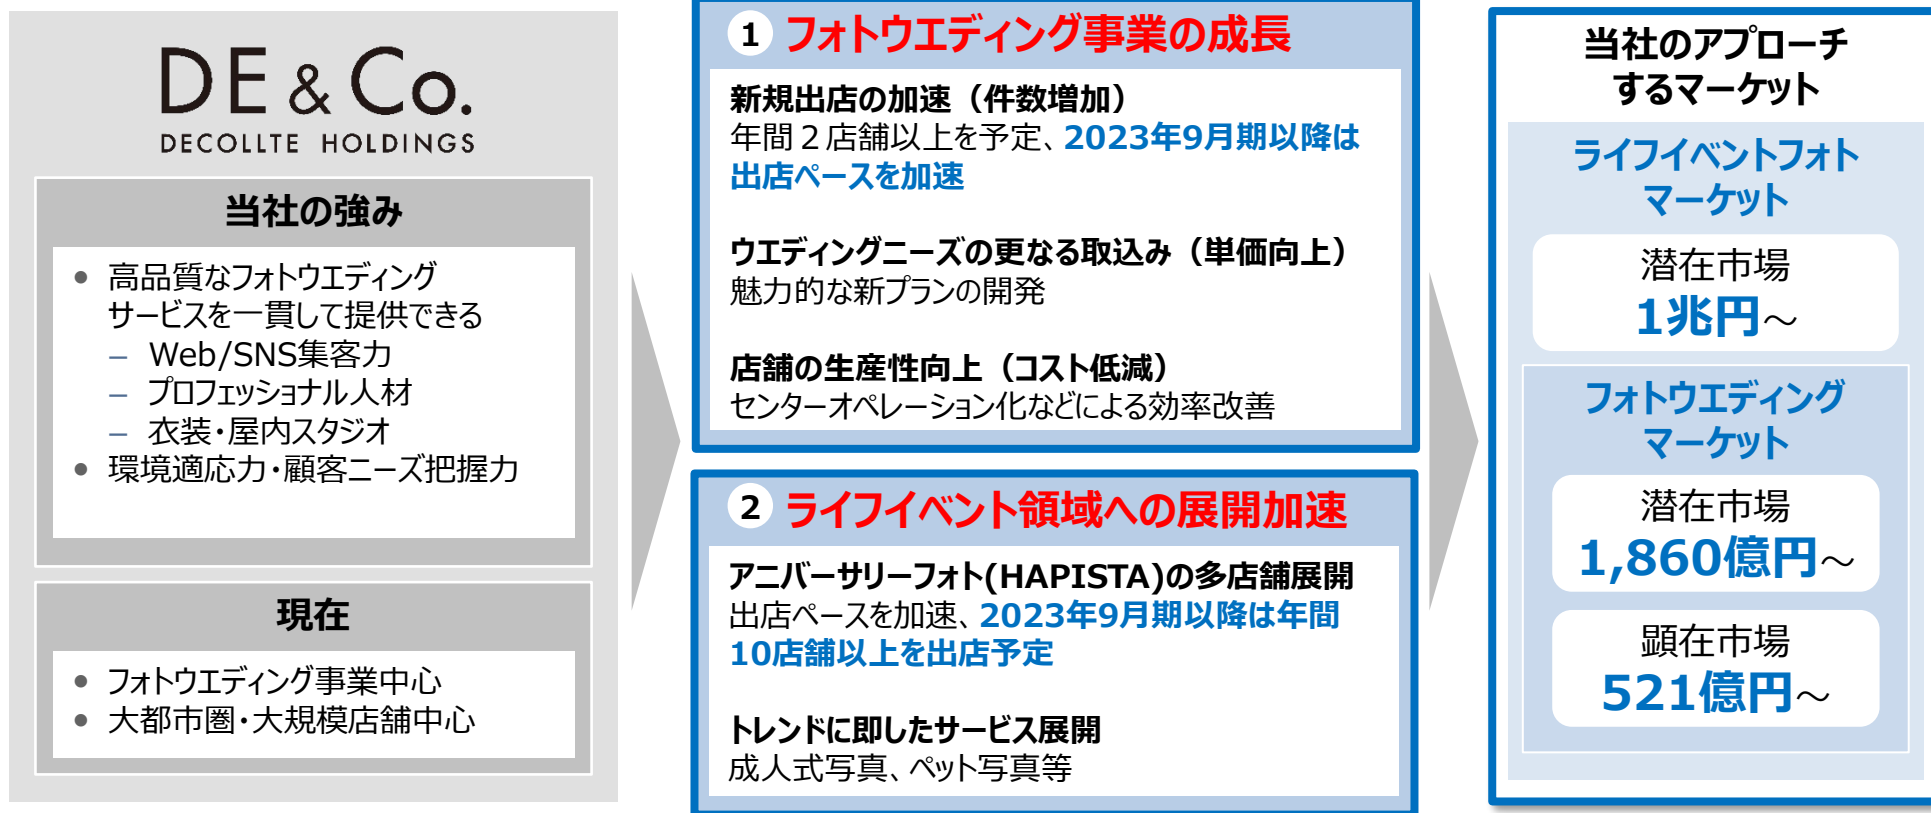 DE & Co.
DECOLLTE HOLDINGS
当社の強み
● 高品質なフォトウエディング
サービスを一貫して提供できる
– Web/SNS集客力
– プロフェッショナル人材
– 衣装・屋内スタジオ
● 環境適応力・顧客ニーズ把握力
現在
● フォトウエディング事業中心
● 大都市圏・大規模店舗中心
1 フォトウエディング事業の成長
新規出店の加速（件数増加）
年間２店舗以上を予定、2023年9月期以降は
出店ペースを加速
ウエディングニーズの更なる取込み（単価向上）
魅力的な新プランの開発
店舗の生産性向上（コスト低減）
センターオペレーション化などによる効率改善
2 ライフイベント領域への展開加速
アニバーサリーフォト(HAPISTA)の多店舗展開
出店ペースを加速、2023年9月期以降は年間
10店舗以上を出店予定
トレンドに即したサービス展開
成人式写真、ペット写真等
当社のアプローチ
するマーケット
ライフイベントフォト
マーケット
潜在市場
1兆円～
フォトウエディング
マーケット
潜在市場
1,860億円～
顕在市場
521億円～